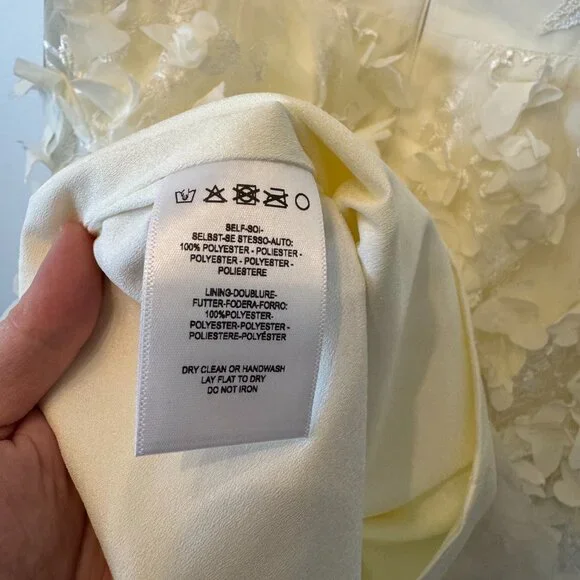 SELF-SOI-
SELBST-SE STESSO-AUTO:
100% POLYESTER - POLIESTER -
POLYESTER - POLYESTER -
POLIESTERE
LINING-DOUBLURE-
FUTTER-FODERA-FORRO:
100%POLYESTER-
POLYESTER-POLYESTER -
POLIESTERE-POLYÉSTER
DRY CLEAN OR HANDWASH
LAY FLAT TO DRY
DO NOT IRON